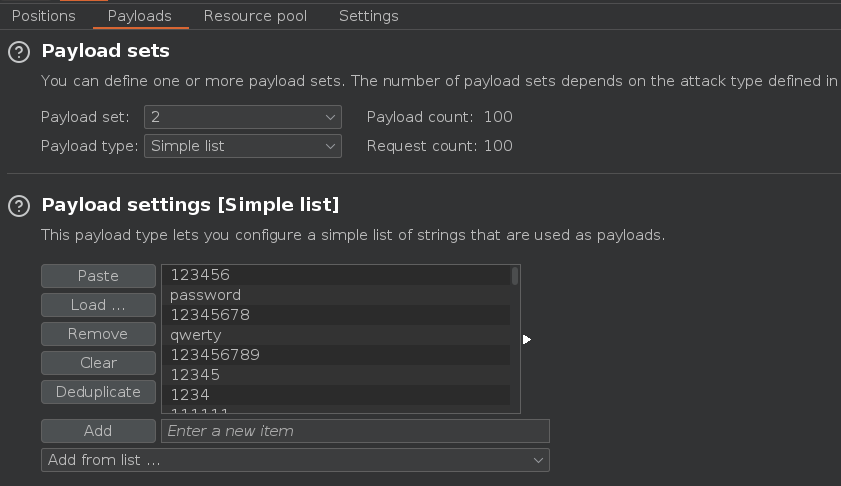 Positions Payloads Resource pool Settings
? Payload sets
You can define one or more payload sets. The number of payload sets depends on the attack type defined in
Payload set: 2 Payload count: 100
Payload type: Simple list Request count: 100
? Payload settings [Simple list]
This payload type lets you configure a simple list of strings that are used as payloads.
Paste
Load ...
Remove
Clear
Deduplicate
123456
password
12345678
qwerty
123456789
12345
1234
111111
Add Enter a new item
Add from list ...